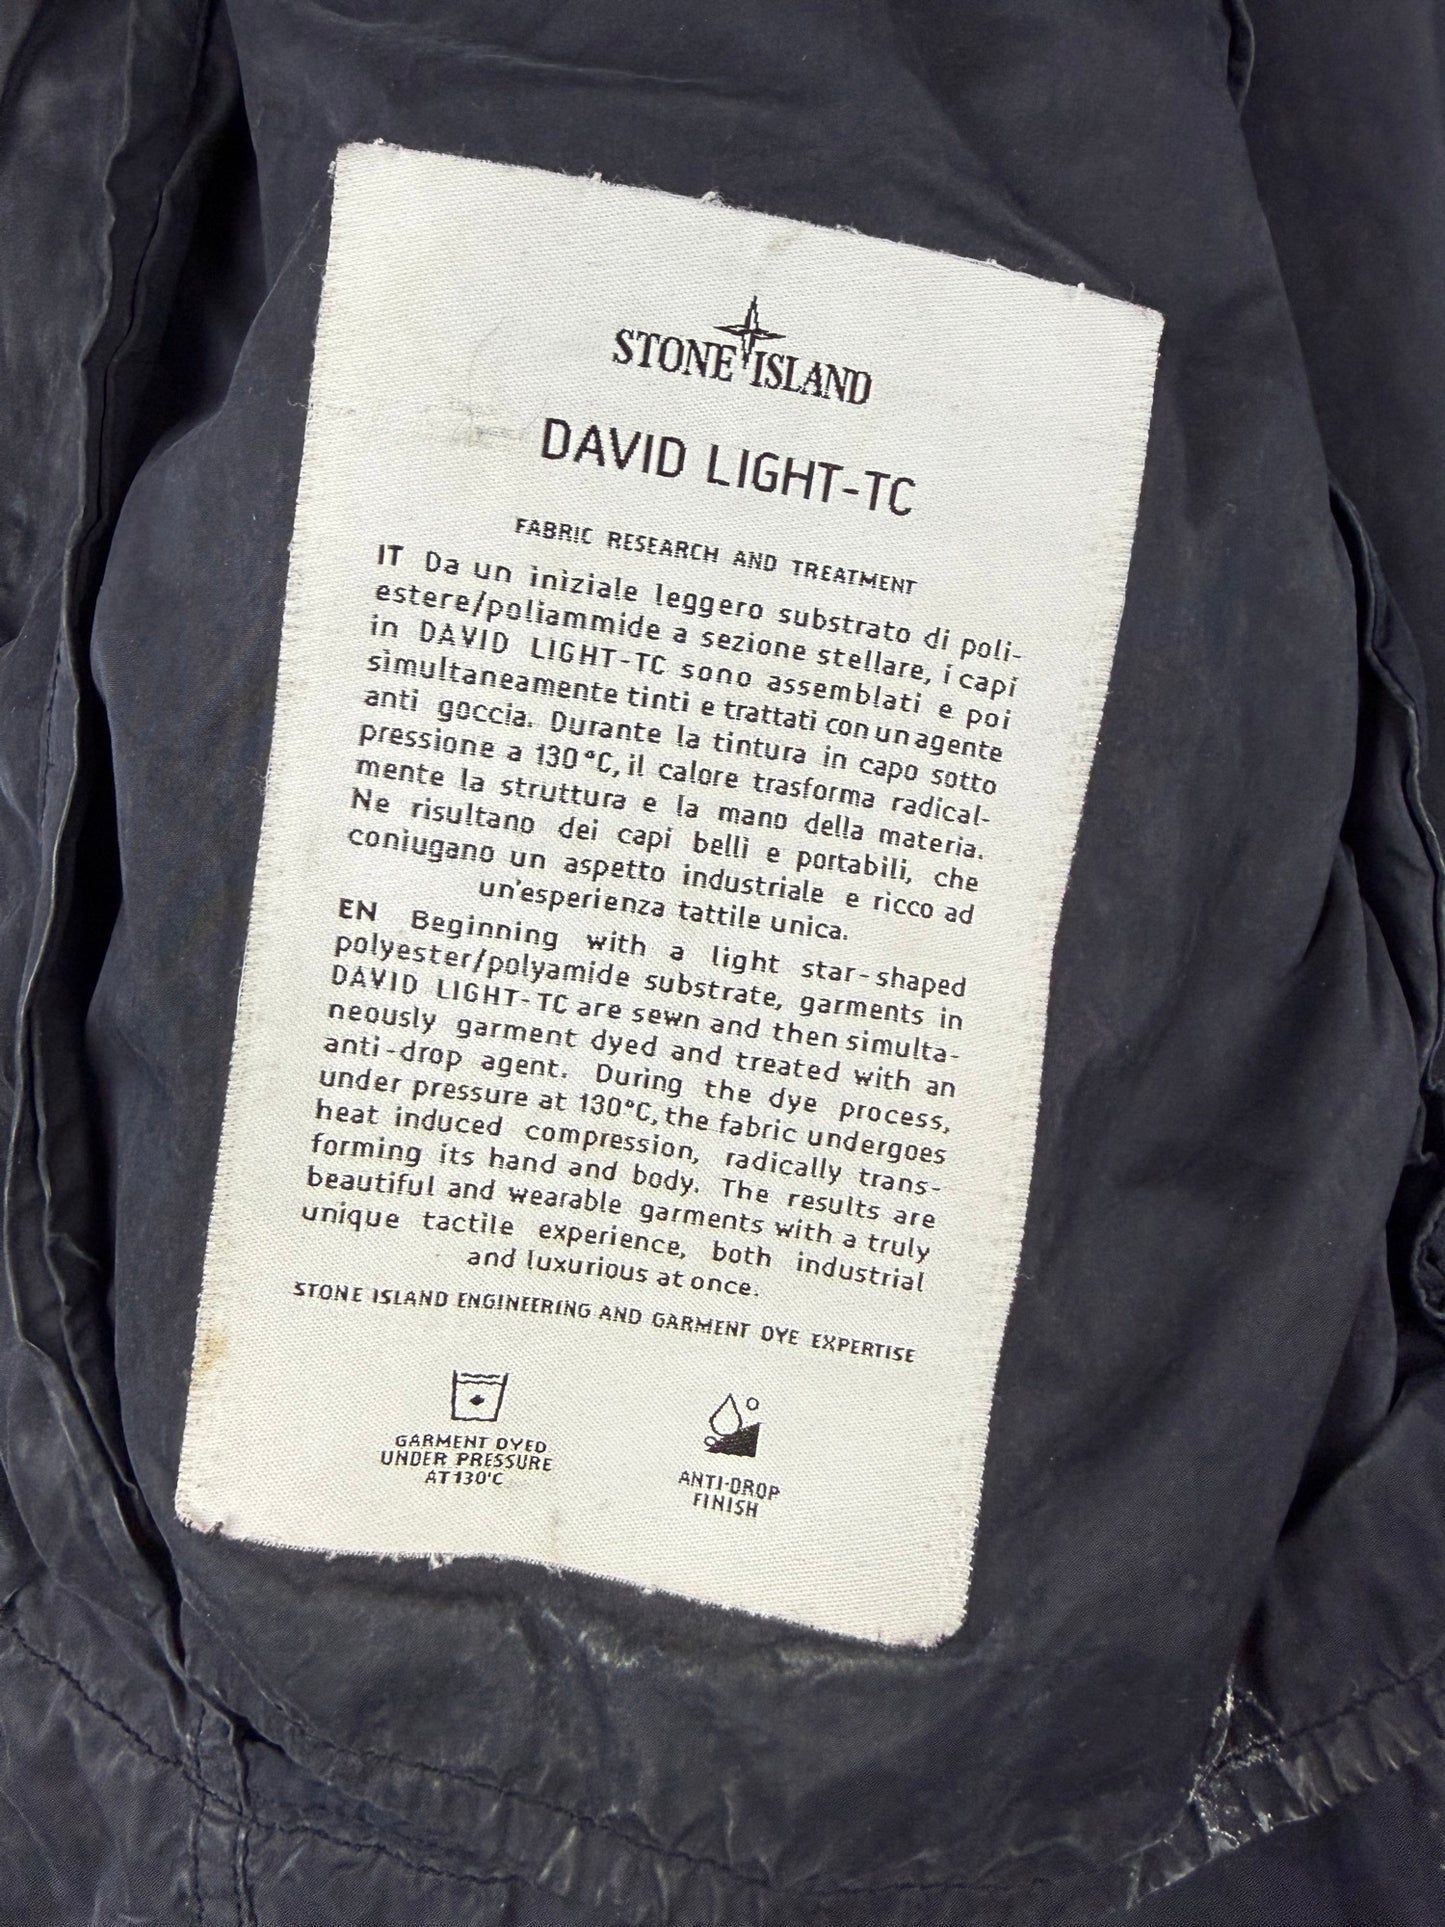 STONE ISLAND
DAVID LIGHT-TC
FABRIC RESEARCH AND TREATMENT
IT Da un iniziale leggero substrato di poli-
estere/poliammide a sezione stellare, i capi
in DAVID LIGHT-TC sono assemblati e poi
simultaneamente tinti e trattati con un agente
anti goccia. Durante la tintura in capo sotto
pressione a 130°C, il calore trasforma radical-
mente la struttura e la mano della materia.
Ne risultano dei capi belli e portabili, che
coniugano un aspetto industriale e ricco ad
un'esperienza tattile unica.
EN Beginning with a light star-shaped
polyester/polyamide substrate, garments in
DAVID LIGHT-TC are sewn and then simulta-
neously garment dyed and treated with an
anti-drop agent. During the dye process,
under pressure at 130°C, the fabric undergoes
heat induced compression, radically trans-
forming its hand and body. The results are
beautiful and wearable garments with a truly
unique tactile experience, both industrial
and luxurious at once.
STONE ISLAND ENGINEERING AND GARMENT DYE EXPERTISE
GARMENT DYED
UNDER PRESSURE
AT 130°C
ANTI-DROP
FINISH